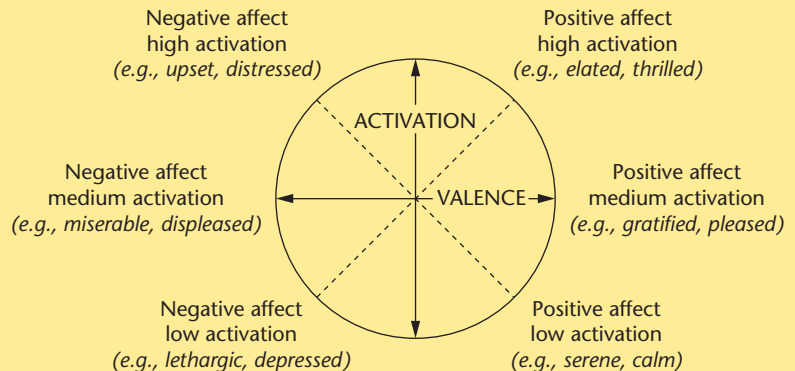 Negative affect
high activation
(e.g., upset, distressed)
Positive affect
high activation
(e.g., elated, thrilled)
ACTIVATION
Negative affect
medium activation
(e.g., miserable, displeased)
VALENCE
Positive affect
medium activation
(e.g., gratified, pleased)
Negative affect
low activation
(e.g., lethargic, depressed)
Positive affect
low activation
(e.g., serene, calm)